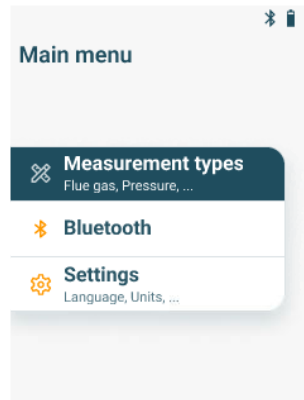 Main menu
Measurement types
Flue gas, Pressure, ...
Bluetooth
Settings
Language, Units, ...